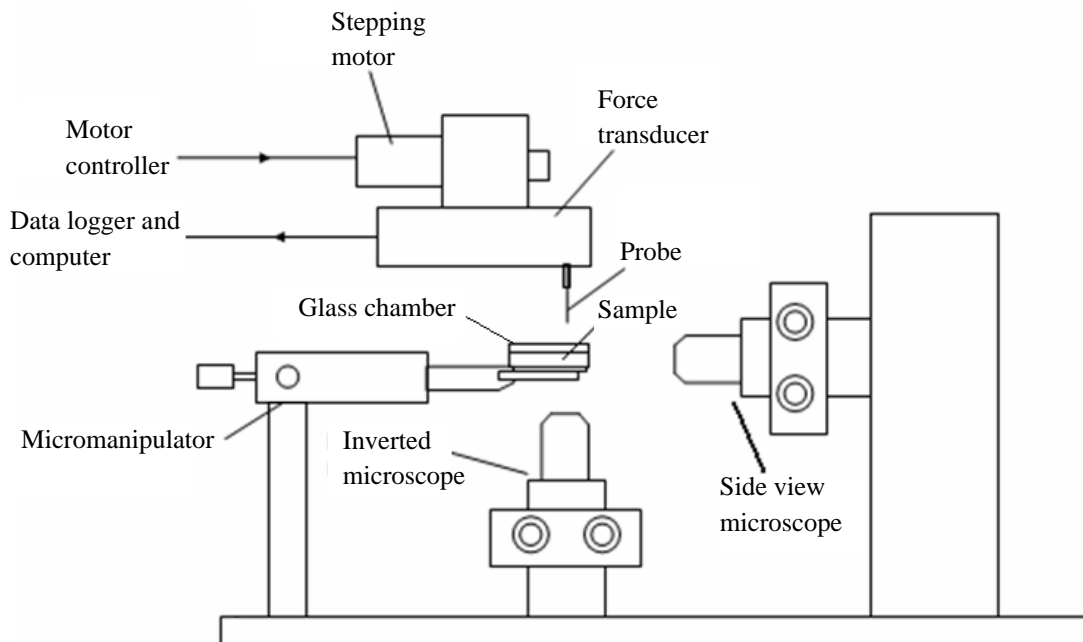 Stepping
motor
Force
transducer
Motor
controller
Data logger and
computer
Probe
Glass chamber
Sample
Micromanipulator
Inverted
microscope
Side view
microscope